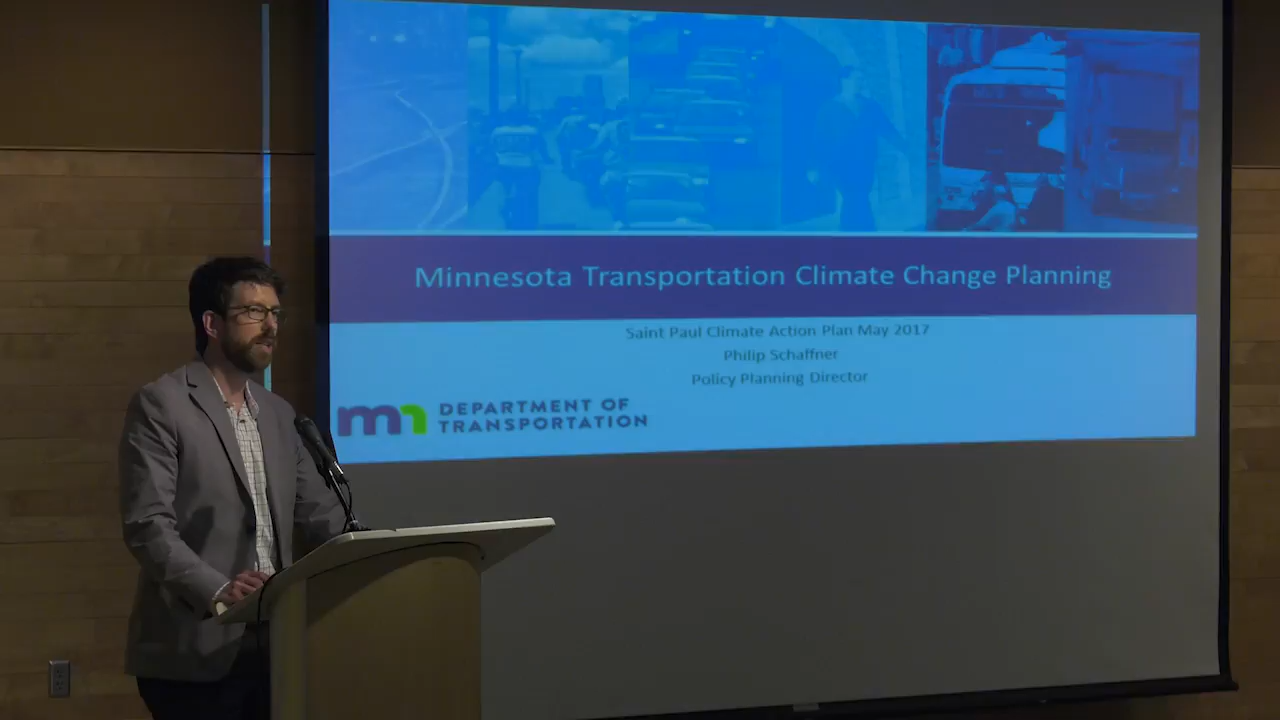 Minnesota Transportation Climate Change Planning
Saint Paul Climate Action Plan May 2017
Philip Schaffner
Policy Planning Director
mn DEPARTMENT OF
TRANSPORTATION